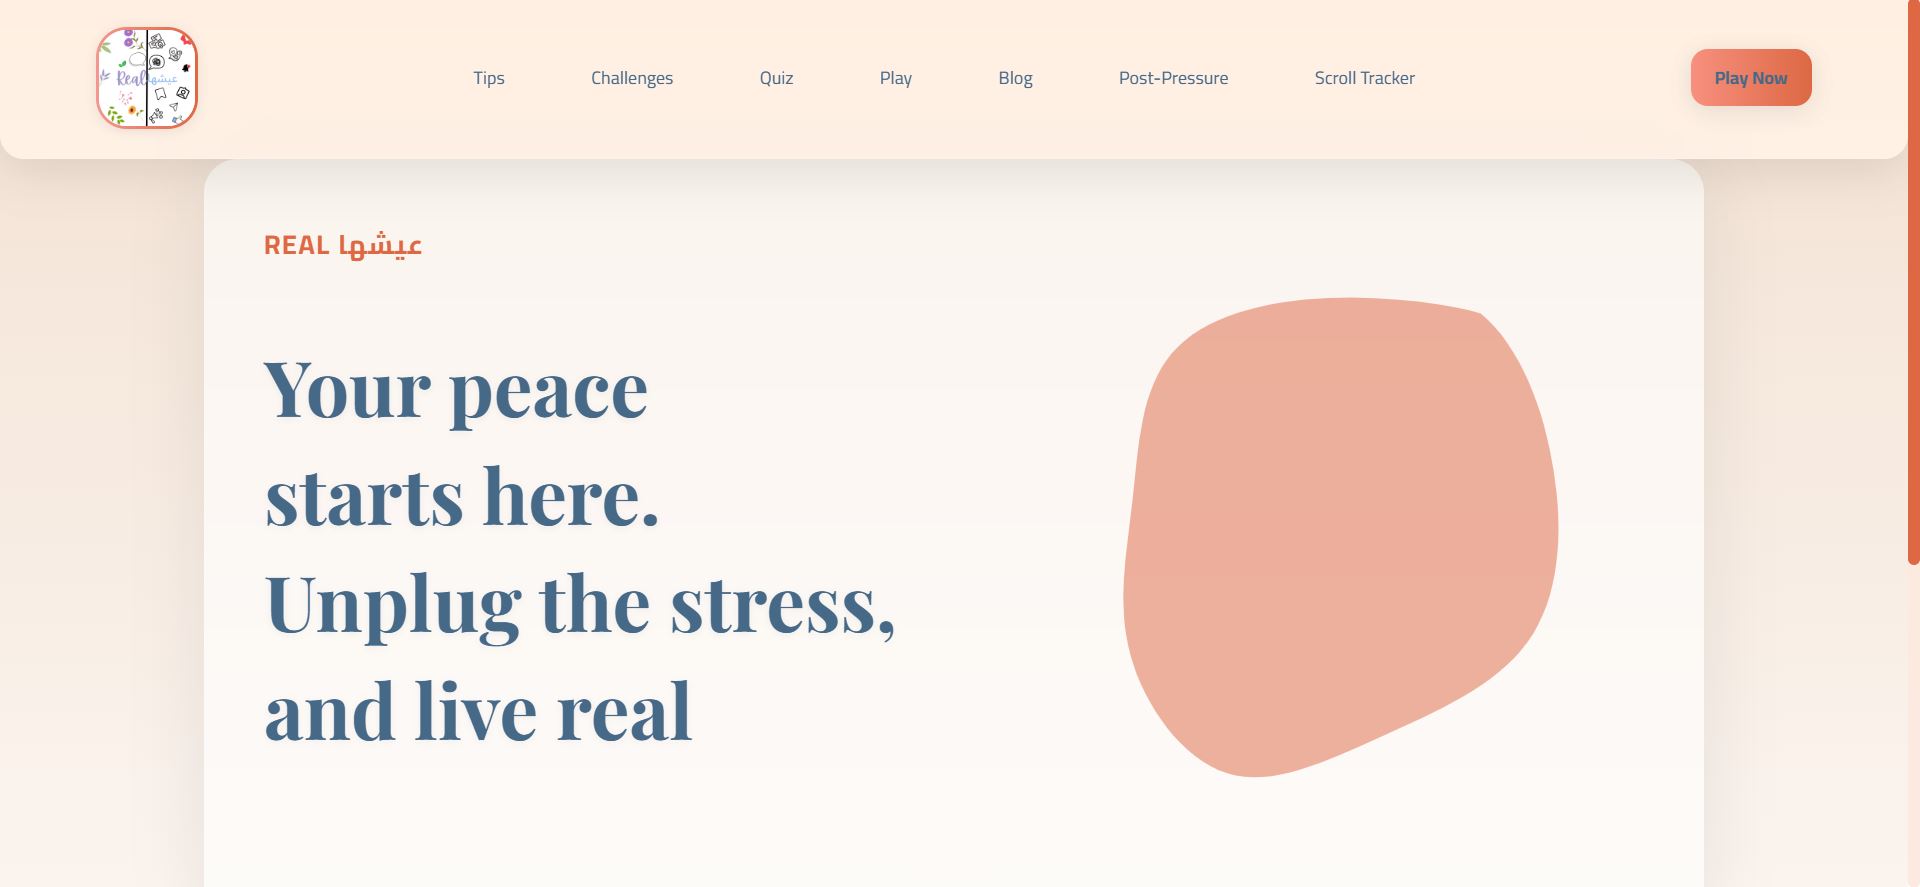 Real عيشها
Tips
Challenges
Quiz
Play
Blog
Post-Pressure
Scroll Tracker
Play Now
REAL عيشها
Your peace
starts here.
Unplug the stress,
and live real